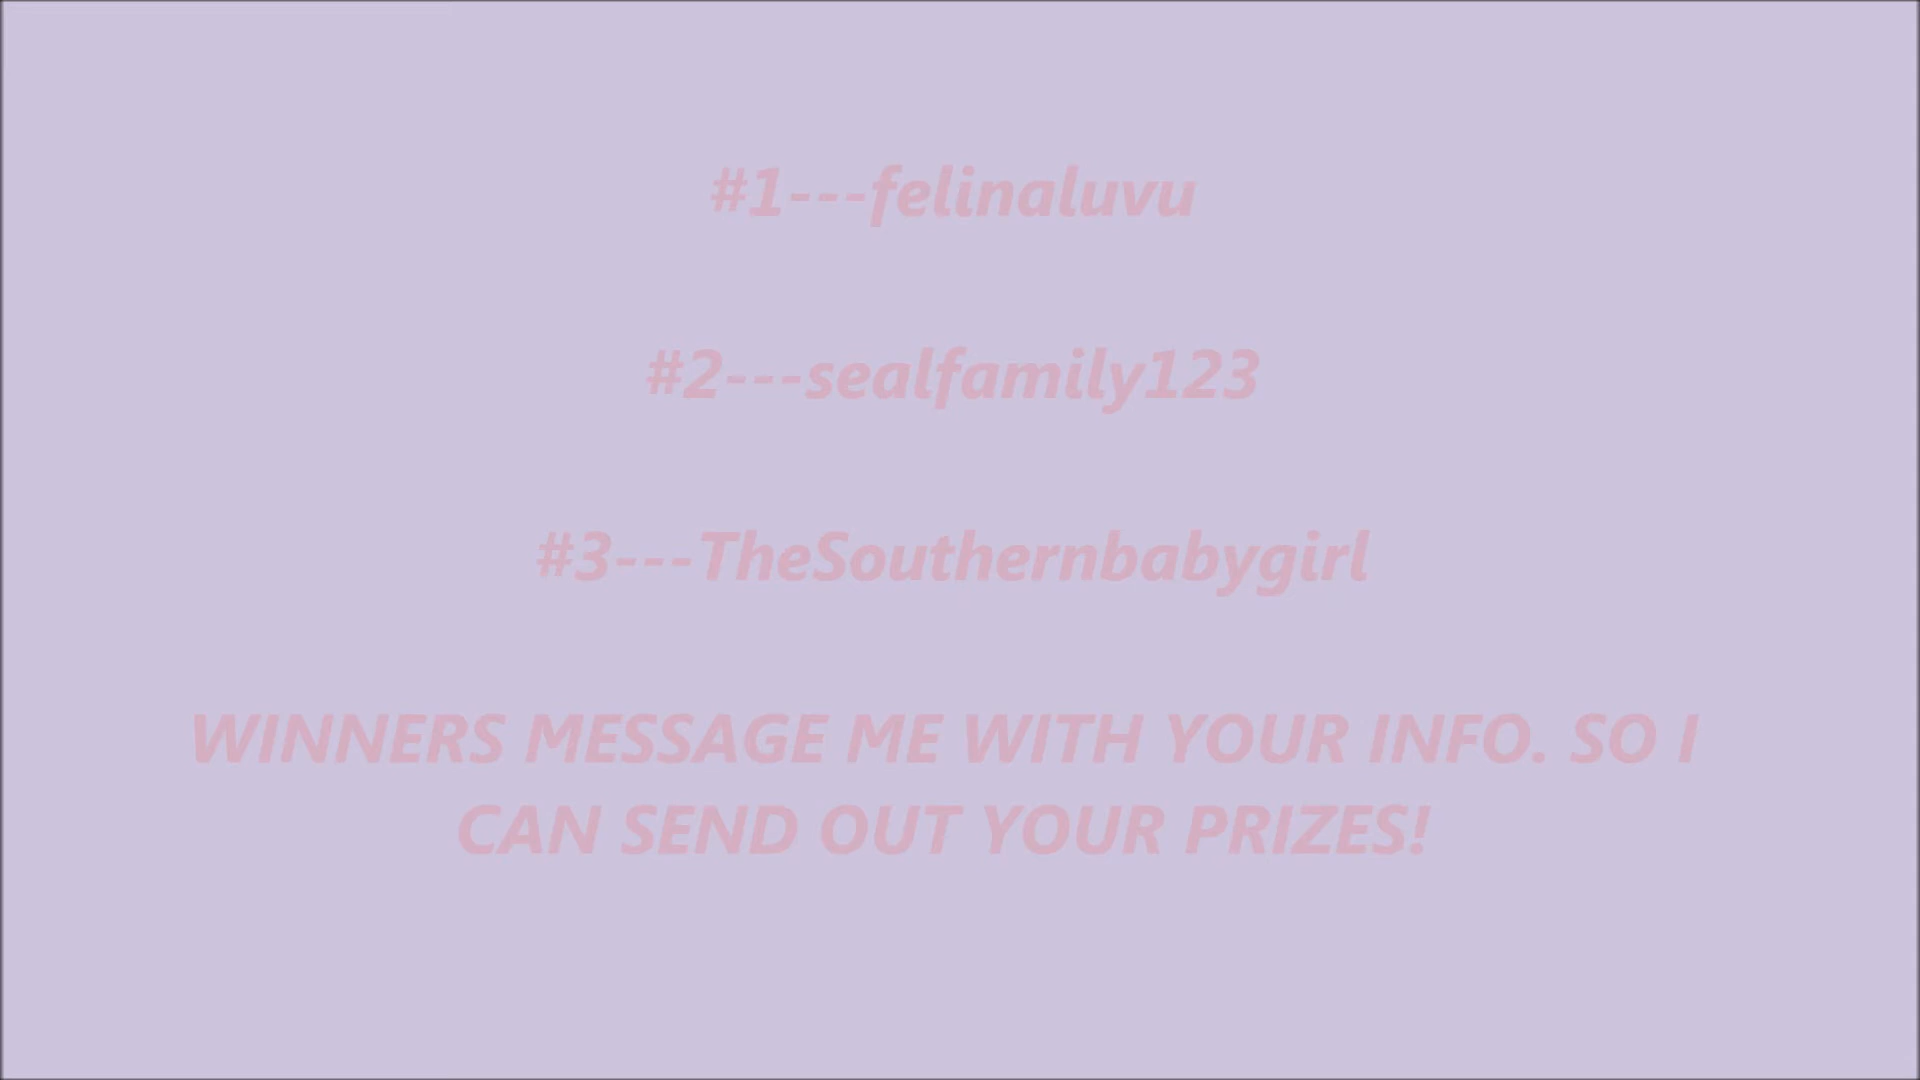 #1---felinaluvu
#2---sealfamily123
#3---TheSouthernbabygirl
WINNERS MESSAGE ME WITH YOUR INFO. SO I
CAN SEND OUT YOUR PRIZES!